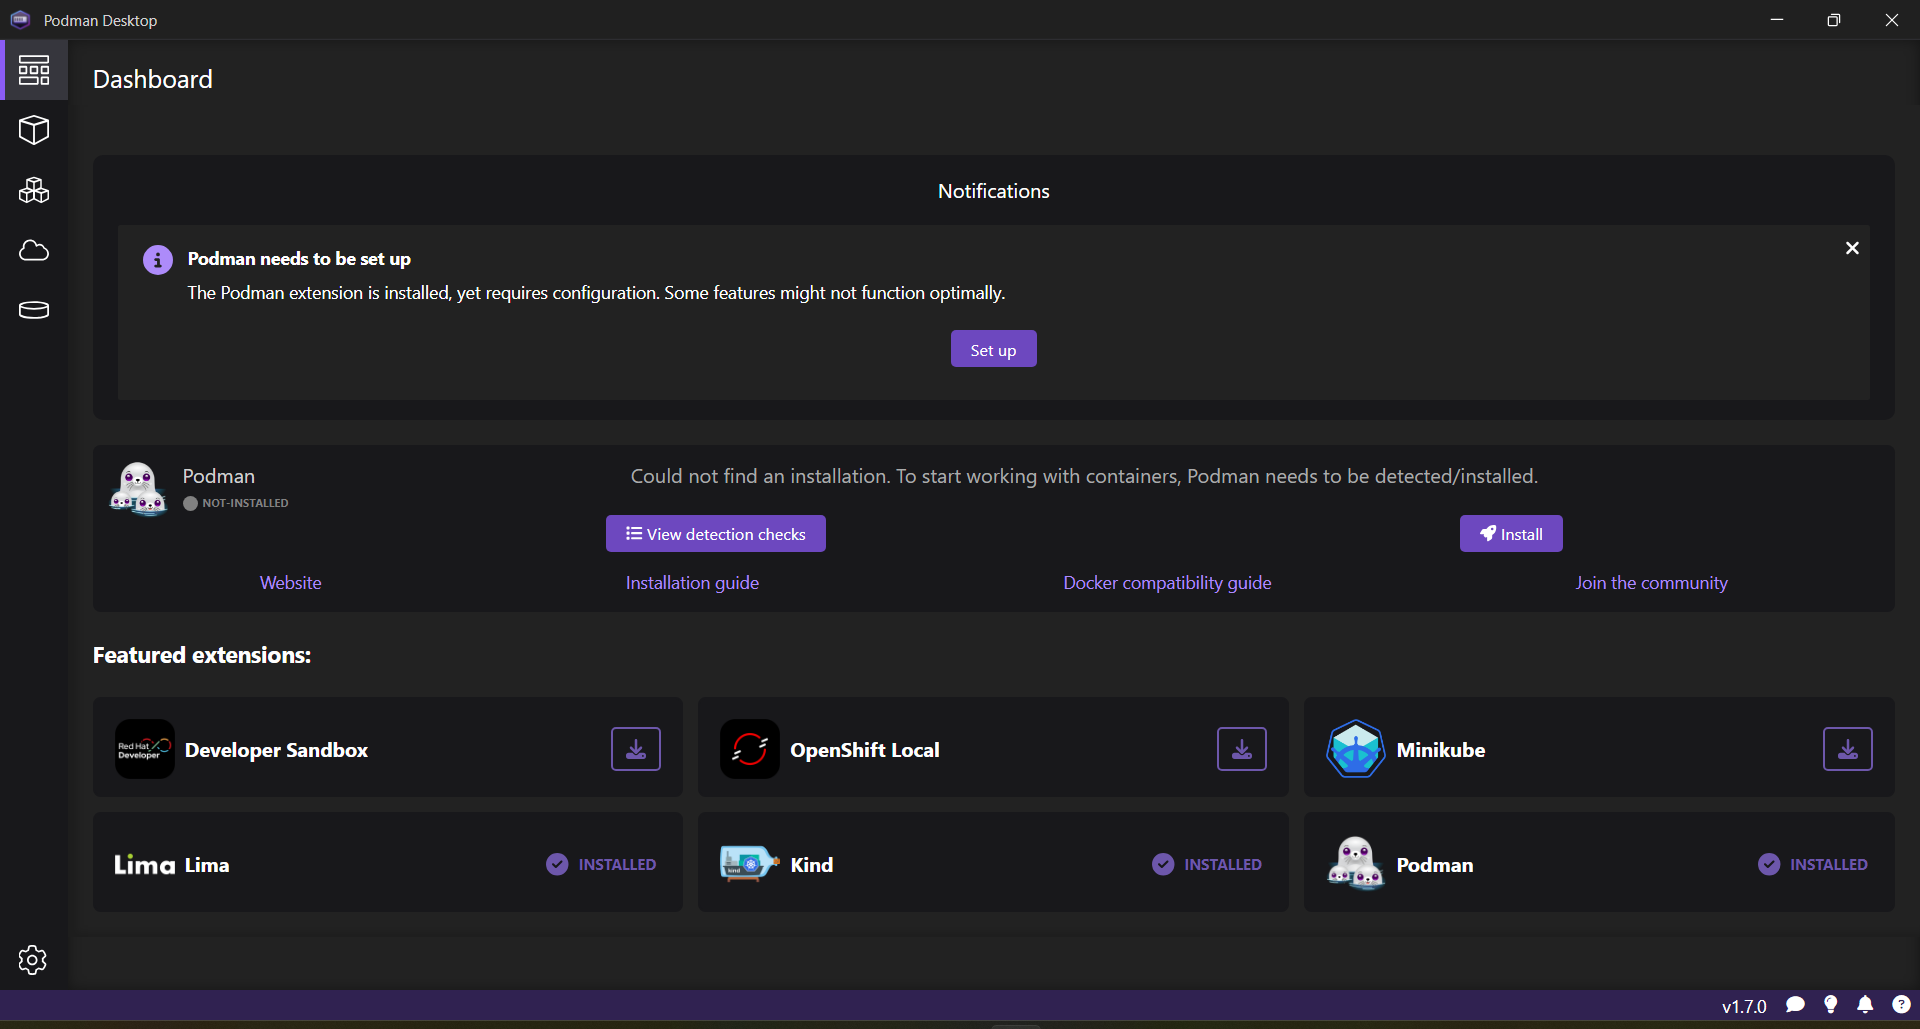 Podman Desktop
Dashboard
Notifications
Podman needs to be set up
The Podman extension is installed, yet requires configuration. Some features might not function optimally.
Set up
Podman
NOT-INSTALLED
Could not find an installation. To start working with containers, Podman needs to be detected/installed.
View detection checks
Install
Website
Installation guide
Docker compatibility guide
Join the community
Featured extensions:
Red Hat
Developer
Developer Sandbox
OpenShift Local
Minikube
Lima
Lima
INSTALLED
kind
Kind
INSTALLED
Podman
INSTALLED
v1.7.0